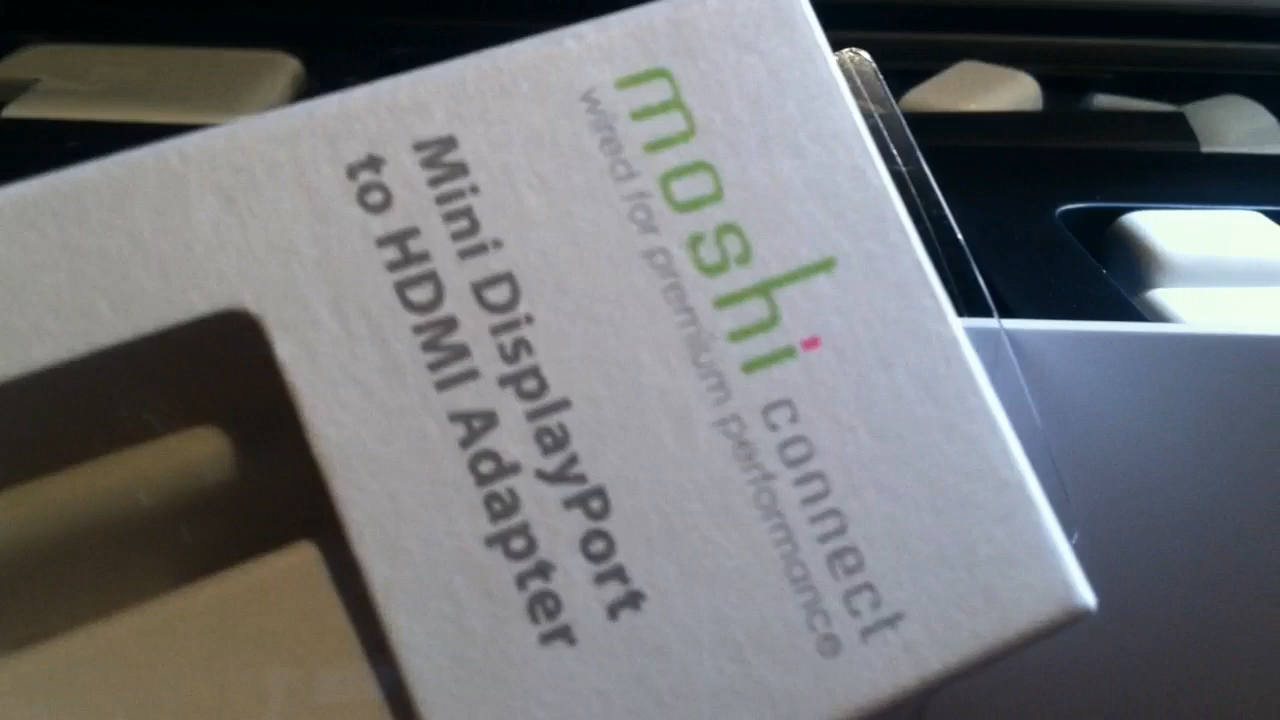 moshi connect
wired for premium performance
Mini DisplayPort
to HDMI Adapter